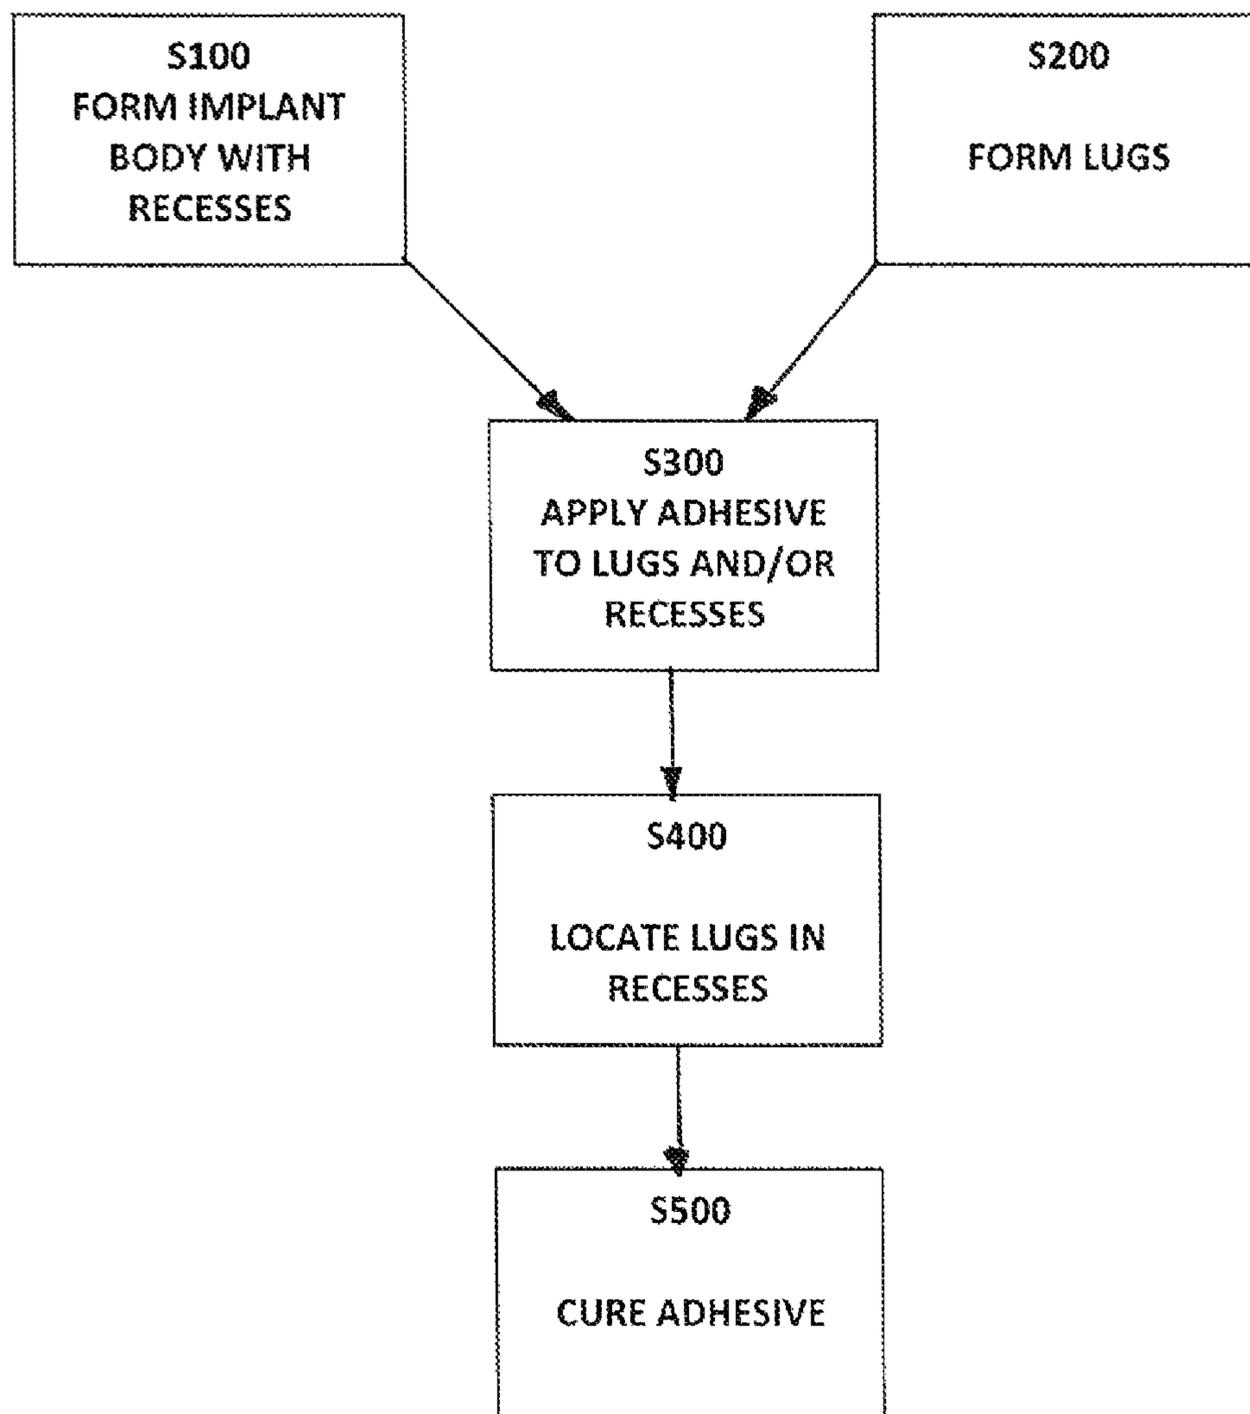 S100
FORM IMPLANT
BODY WITH
RECESSES
S200
FORM LUGS
S300
APPLY ADHESIVE
TO LUGS AND/OR
RECESSES
S400
LOCATE LUGS IN
RECESSES
S500
CURE ADHESIVE